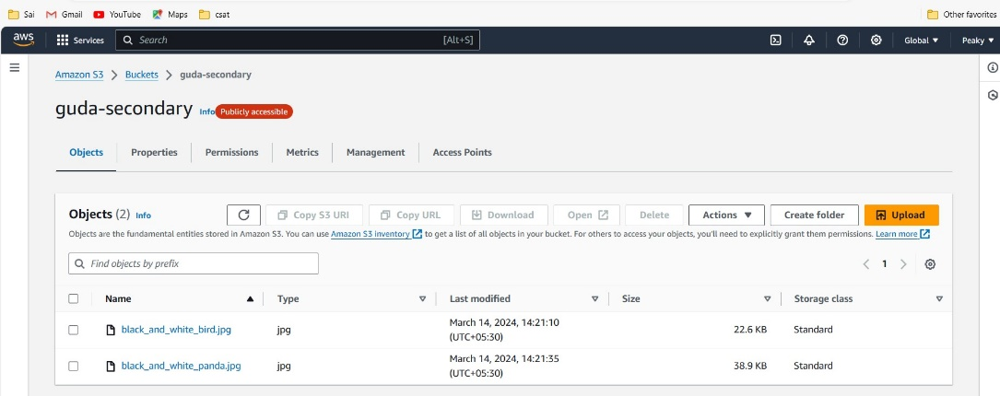 Sai Gmail YouTube Maps csat Other favorites
aws Services Search [Alt+S] Global Peaky
Amazon S3 > Buckets > guda-secondary
guda-secondary Info Publicly accessible
Objects Properties Permissions Metrics Management Access Points
Objects (2) Info Copy S3 URI Copy URL Download Open Delete Actions Create folder Upload
Objects are the fundamental entities stored in Amazon S3. You can use Amazon S3 inventory to get a list of all objects in your bucket. For others to access your objects, you'll need to explicitly grant them permissions. Learn more
Find objects by prefix 1
Name Type Last modified Size Storage class
black_and_white_bird.jpg jpg March 14, 2024, 14:21:10 (UTC+05:30) 22.6 KB Standard
black_and_white_panda.jpg jpg March 14, 2024, 14:21:35 (UTC+05:30) 38.9 KB Standard